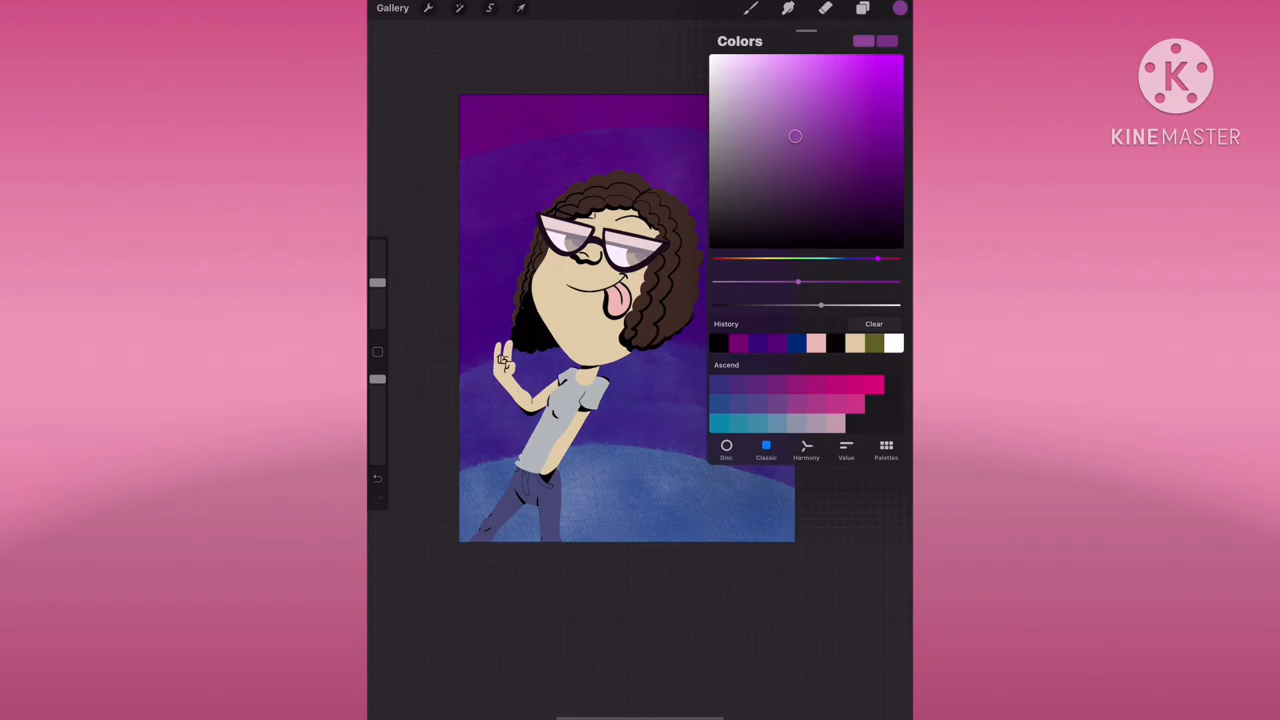 Gallery
Colors
K
KINEMASTER
History
Clear
Ascend
Disc
Classic
Harmony
Value
Palettes